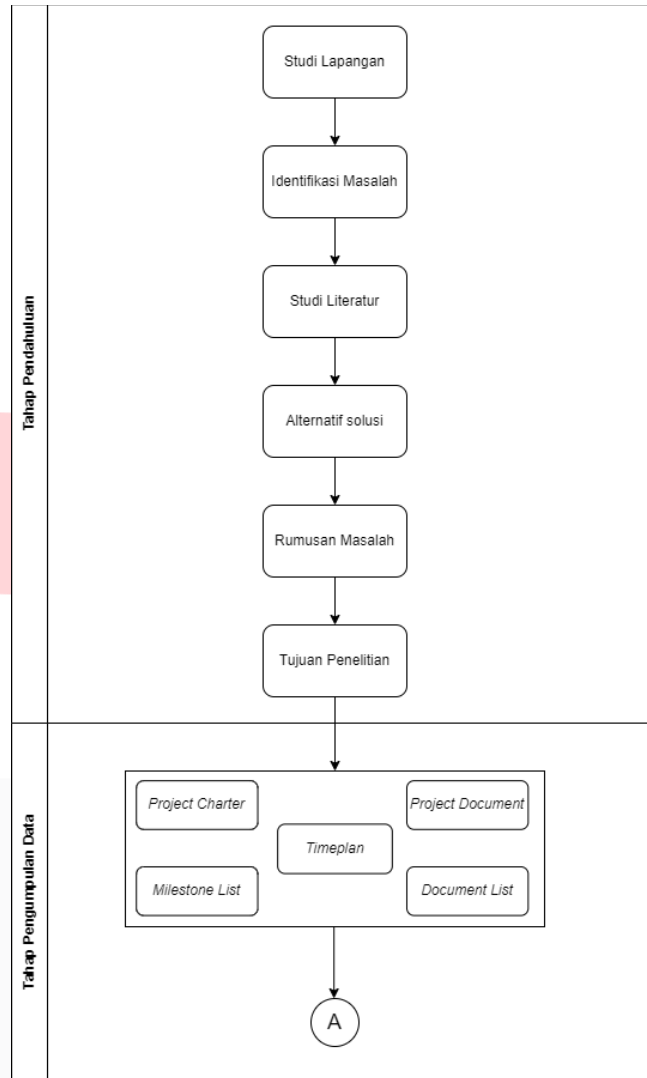 Tahap Pendahuluan
Studi Lapangan
Identifikasi Masalah
Studi Literatur
Alternatif solusi
Rumusan Masalah
Tujuan Penelitian
Tahap Pengumpulan Data
Project Charter
Project Document
Timeplan
Milestone List
Document List
A